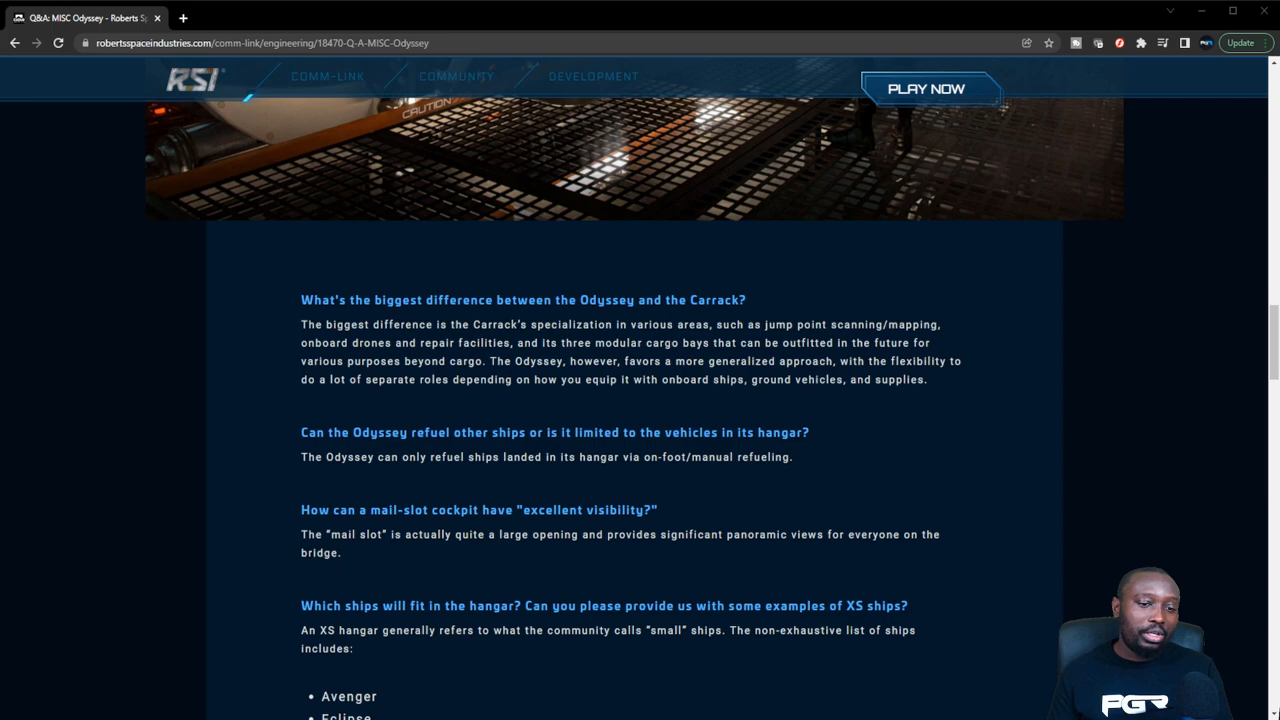 Q&A: MISC Odyssey - Roberts Sp
robertsspaceindustries.com/comm-link/engineering/18470-Q-A-MISC-Odyssey
Update
RSI
COMM-LINK
COMMUNITY
DEVELOPMENT
PLAY NOW
CAUTION
What's the biggest difference between the Odyssey and the Carrack?
The biggest difference is the Carrack’s specialization in various areas, such as jump point scanning/mapping,
onboard drones and repair facilities, and its three modular cargo bays that can be outfitted in the future for
various purposes beyond cargo. The Odyssey, however, favors a more generalized approach, with the flexibility to
do a lot of separate roles depending on how you equip it with onboard ships, ground vehicles, and supplies.
Can the Odyssey refuel other ships or is it limited to the vehicles in its hangar?
The Odyssey can only refuel ships landed in its hangar via on-foot/manual refueling.
How can a mail-slot cockpit have "excellent visibility?"
The “mail slot” is actually quite a large opening and provides significant panoramic views for everyone on the
bridge.
Which ships will fit in the hangar? Can you please provide us with some examples of XS ships?
An XS hangar generally refers to what the community calls “small” ships. The non-exhaustive list of ships
includes:
• Avenger
• Eclipse
PGR